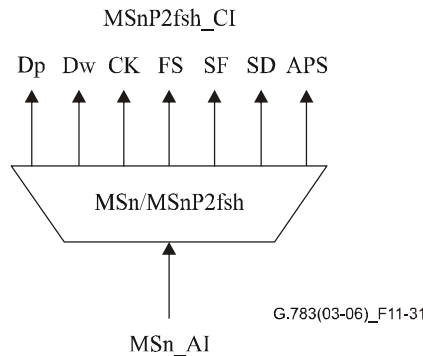 MSnP2fsh_CI
Dp Dw CK FS SF SD APS
MSn/MSnP2fsh
G.783(03-06)_F11-31
MSn_AI